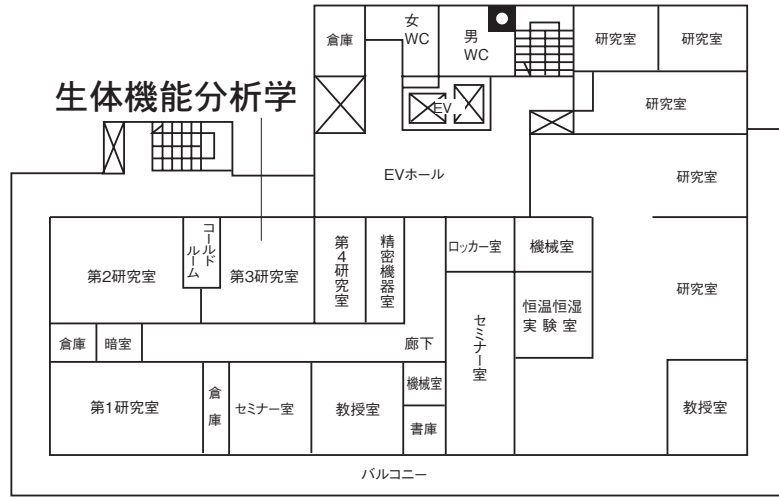 倉庫
女
WC
男
WC
研究室
研究室
生体機能分析学
EV
研究室
EVホール
研究室
第2研究室
コールド
ルーム
第3研究室
第4研究室
精密機器室
ロッカー室
機械室
研究室
恒温恒湿
実験室
セミナー室
倉庫
暗室
廊下
第1研究室
倉庫
セミナー室
教授室
機械室
書庫
教授室
バルコニー